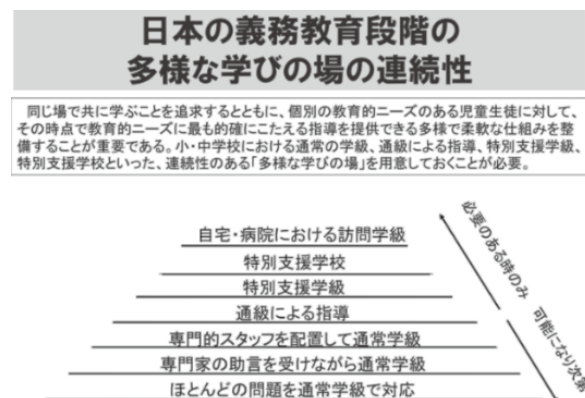 日本の義務教育段階の
多様な学びの場の連続性
同じ場で共に学ぶことを追求するとともに、個別の教育的ニーズのある児童生徒に対して、
その時点で教育的ニーズに最も的確にこたえる指導を提供できる多様で柔軟な仕組みを整
備することが重要である。小・中学校における通常の学級、通級による指導、特別支援学級、
特別支援学校といった、連続性のある「多様な学びの場」を用意しておくことが必要。
自宅・病院における訪問学級
特別支援学校
特別支援学級
通級による指導
専門的スタッフを配置して通常学級
専門家の助言を受けながら通常学級
ほとんどの問題を通常学級で対応
必要のある時のみ
可能になり次第